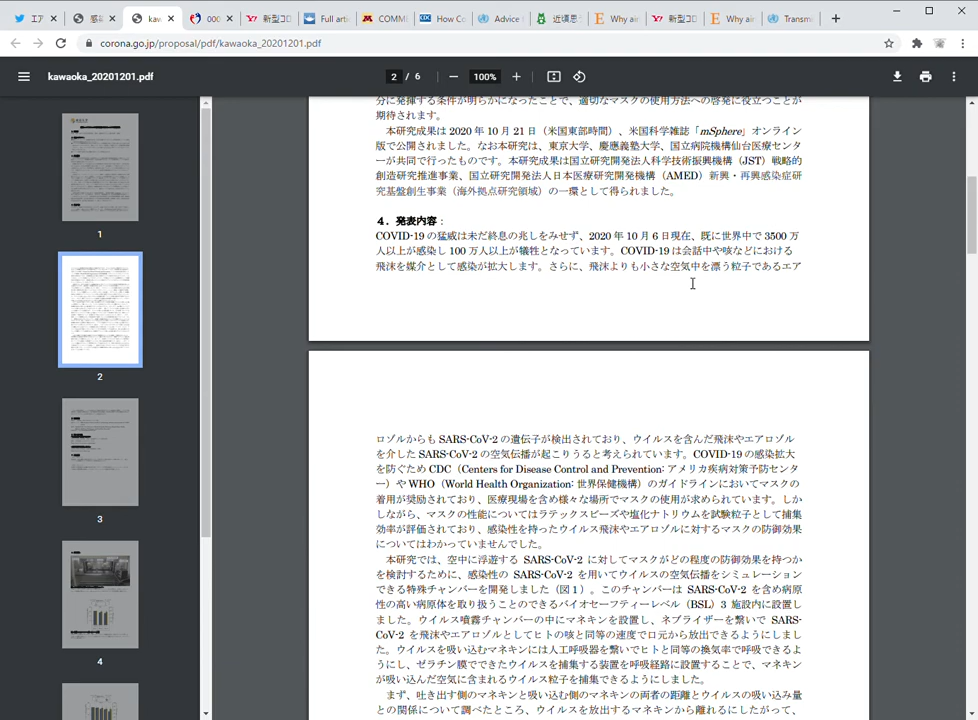 エア
感染
kaw
000
新型コロ
Full artic
COMM
How Co
Advice f
近頃思
Why air
新型コロ
Why air
Transm
corona.go.jp/proposal/pdf/kawaoka_20201201.pdf
kawaoka_20201201.pdf
2 / 6
100%
1
2
3
4
分に発揮する条件が明らかになったことで、適切なマスクの使用方法への啓発に役立つことが
期待されます。
本研究成果は 2020 年 10 月 21 日（米国東部時間）、米国科学雑誌「mSphere」オンライン
版で公開されました。なお本研究は、東京大学、慶應義塾大学、国立病院機構仙台医療センタ
ーが共同で行ったものです。本研究成果は国立研究開発法人科学技術振興機構（JST）戦略的
創造研究推進事業、国立研究開発法人日本医療研究開発機構（AMED）新興・再興感染症研
究基盤創生事業（海外拠点研究領域）の一環として得られました。
４．発表内容：
COVID-19 の猛威は未だ終息の兆しをみせず、2020 年 10 月 6 日現在、既に世界中で 3500 万
人以上が感染し 100 万人以上が犠牲となっています。COVID-19 は会話中や咳などにおける
飛沫を媒介として感染が拡大します。さらに、飛沫よりも小さな空気中を漂う粒子であるエア
ロゾルからも SARS-CoV-2 の遺伝子が検出されており、ウイルスを含んだ飛沫やエアロゾル
を介した SARS-CoV-2 の空気伝播が起こりうると考えられています。COVID-19 の感染拡大
を防ぐため CDC（Centers for Disease Control and Prevention: アメリカ疾病対策予防センタ
ー）や WHO（World Health Organization: 世界保健機構）のガイドラインにおいてマスクの
着用が奨励されており、医療現場を含め様々な場所でマスクの使用が求められています。しか
しながら、マスクの性能についてはラテックスビーズや塩化ナトリウムを試験粒子として捕集
効率が評価されており、感染性を持ったウイルス飛沫やエアロゾルに対するマスクの防御効果
についてはわかっていませんでした。
本研究では、空中に浮遊する SARS-CoV-2 に対してマスクがどの程度の防御効果を持つか
を検討するために、感染性の SARS-CoV-2 を用いてウイルスの空気伝播をシミュレーション
できる特殊チャンバーを開発しました（図１）。このチャンバーは SARS-CoV-2 を含め病原
性の高い病原体を取り扱うことのできるバイオセーフティーレベル（BSL）3 施設内に設置し
ました。ウイルス噴霧チャンバーの中にマネキンを設置し、ネブライザーを繋いで SARS-
CoV-2 を飛沫やエアロゾルとしてヒトの咳と同等の速度で口元から放出できるようにしまし
た。ウイルスを吸い込むマネキンには人工呼吸器を繋いでヒトと同等の換気率で呼吸できるよ
うにし、ゼラチン膜でできたウイルスを捕集する装置を呼吸経路に設置することで、マネキン
が吸い込んだ空気に含まれるウイルス粒子を捕集できるようにしました。
まず、吐き出す側のマネキンと吸い込む側のマネキンの両者の距離とウイルスの吸い込み量
との関係について調べたところ、ウイルスを放出するマネキンから離れるにしたがって、